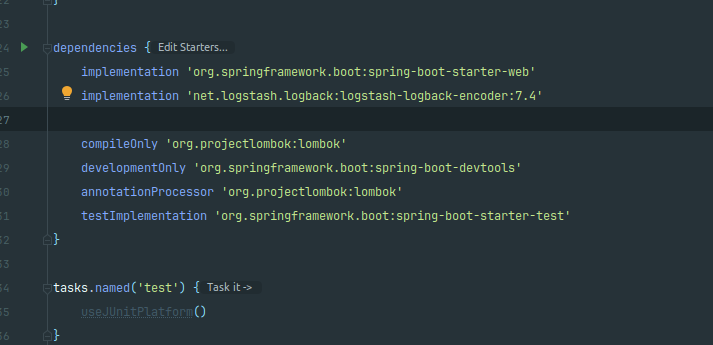 22 }
23
24 dependencies { Edit Starters...
25 implementation 'org.springframework.boot:spring-boot-starter-web'
26 implementation 'net.logstash.logback:logstash-logback-encoder:7.4'
27
28 compileOnly 'org.projectlombok:lombok'
29 developmentOnly 'org.springframework.boot:spring-boot-devtools'
30 annotationProcessor 'org.projectlombok:lombok'
31 testImplementation 'org.springframework.boot:spring-boot-starter-test'
32 }
33
34 tasks.named('test') { Task it ->
35 useJUnitPlatform()
36 }